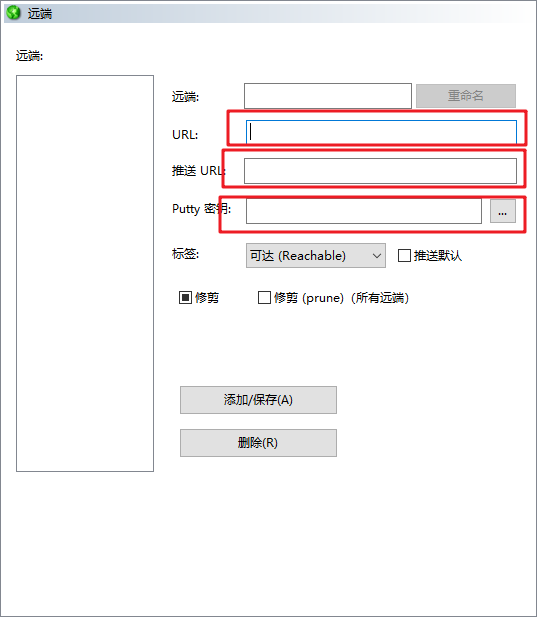 远端
远端:
远端:
重命名
URL:
推送 URL:
Putty 密钥:
...
标签:
可达 (Reachable)
推送默认
修剪
修剪 (prune)（所有远端）
添加/保存(A)
删除(R)